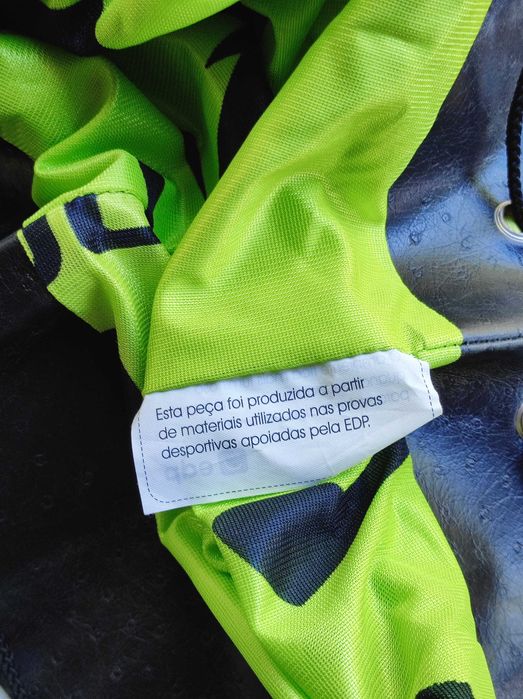 Esta peça foi produzida a partir
de materiais utilizados nas provas
desportivas apoiadas pela EDP.